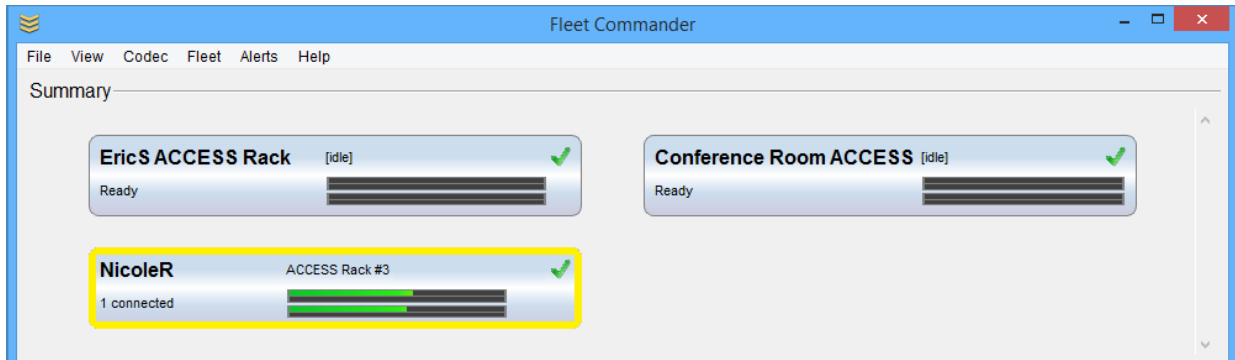 Fleet Commander
File View Codec Fleet Alerts Help
Summary
EricS ACCESS Rack [idle]
Ready
Conference Room ACCESS [idle]
Ready
NicoleR ACCESS Rack #3
1 connected